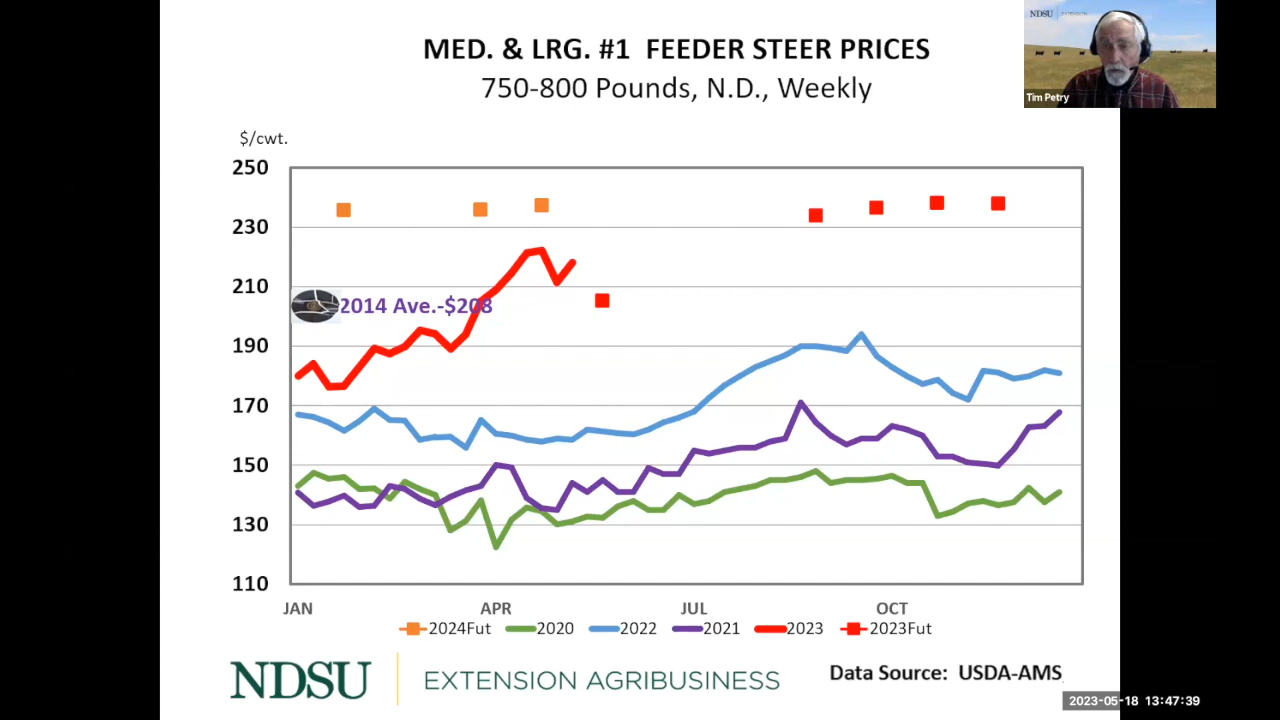 MED. & LRG. #1 FEEDER STEER PRICES
750-800 Pounds, N.D., Weekly
NDSU EXTENSION
Tim Petry
$/cwt.
250
230
210
190
170
150
130
110
2014 Ave.-$208
JAN APR JUL OCT
2024Fut 2020 2022 2021 2023 2023Fut
NDSU EXTENSION AGRIBUSINESS
Data Source: USDA-AMS
2023-05-18 13:47:39